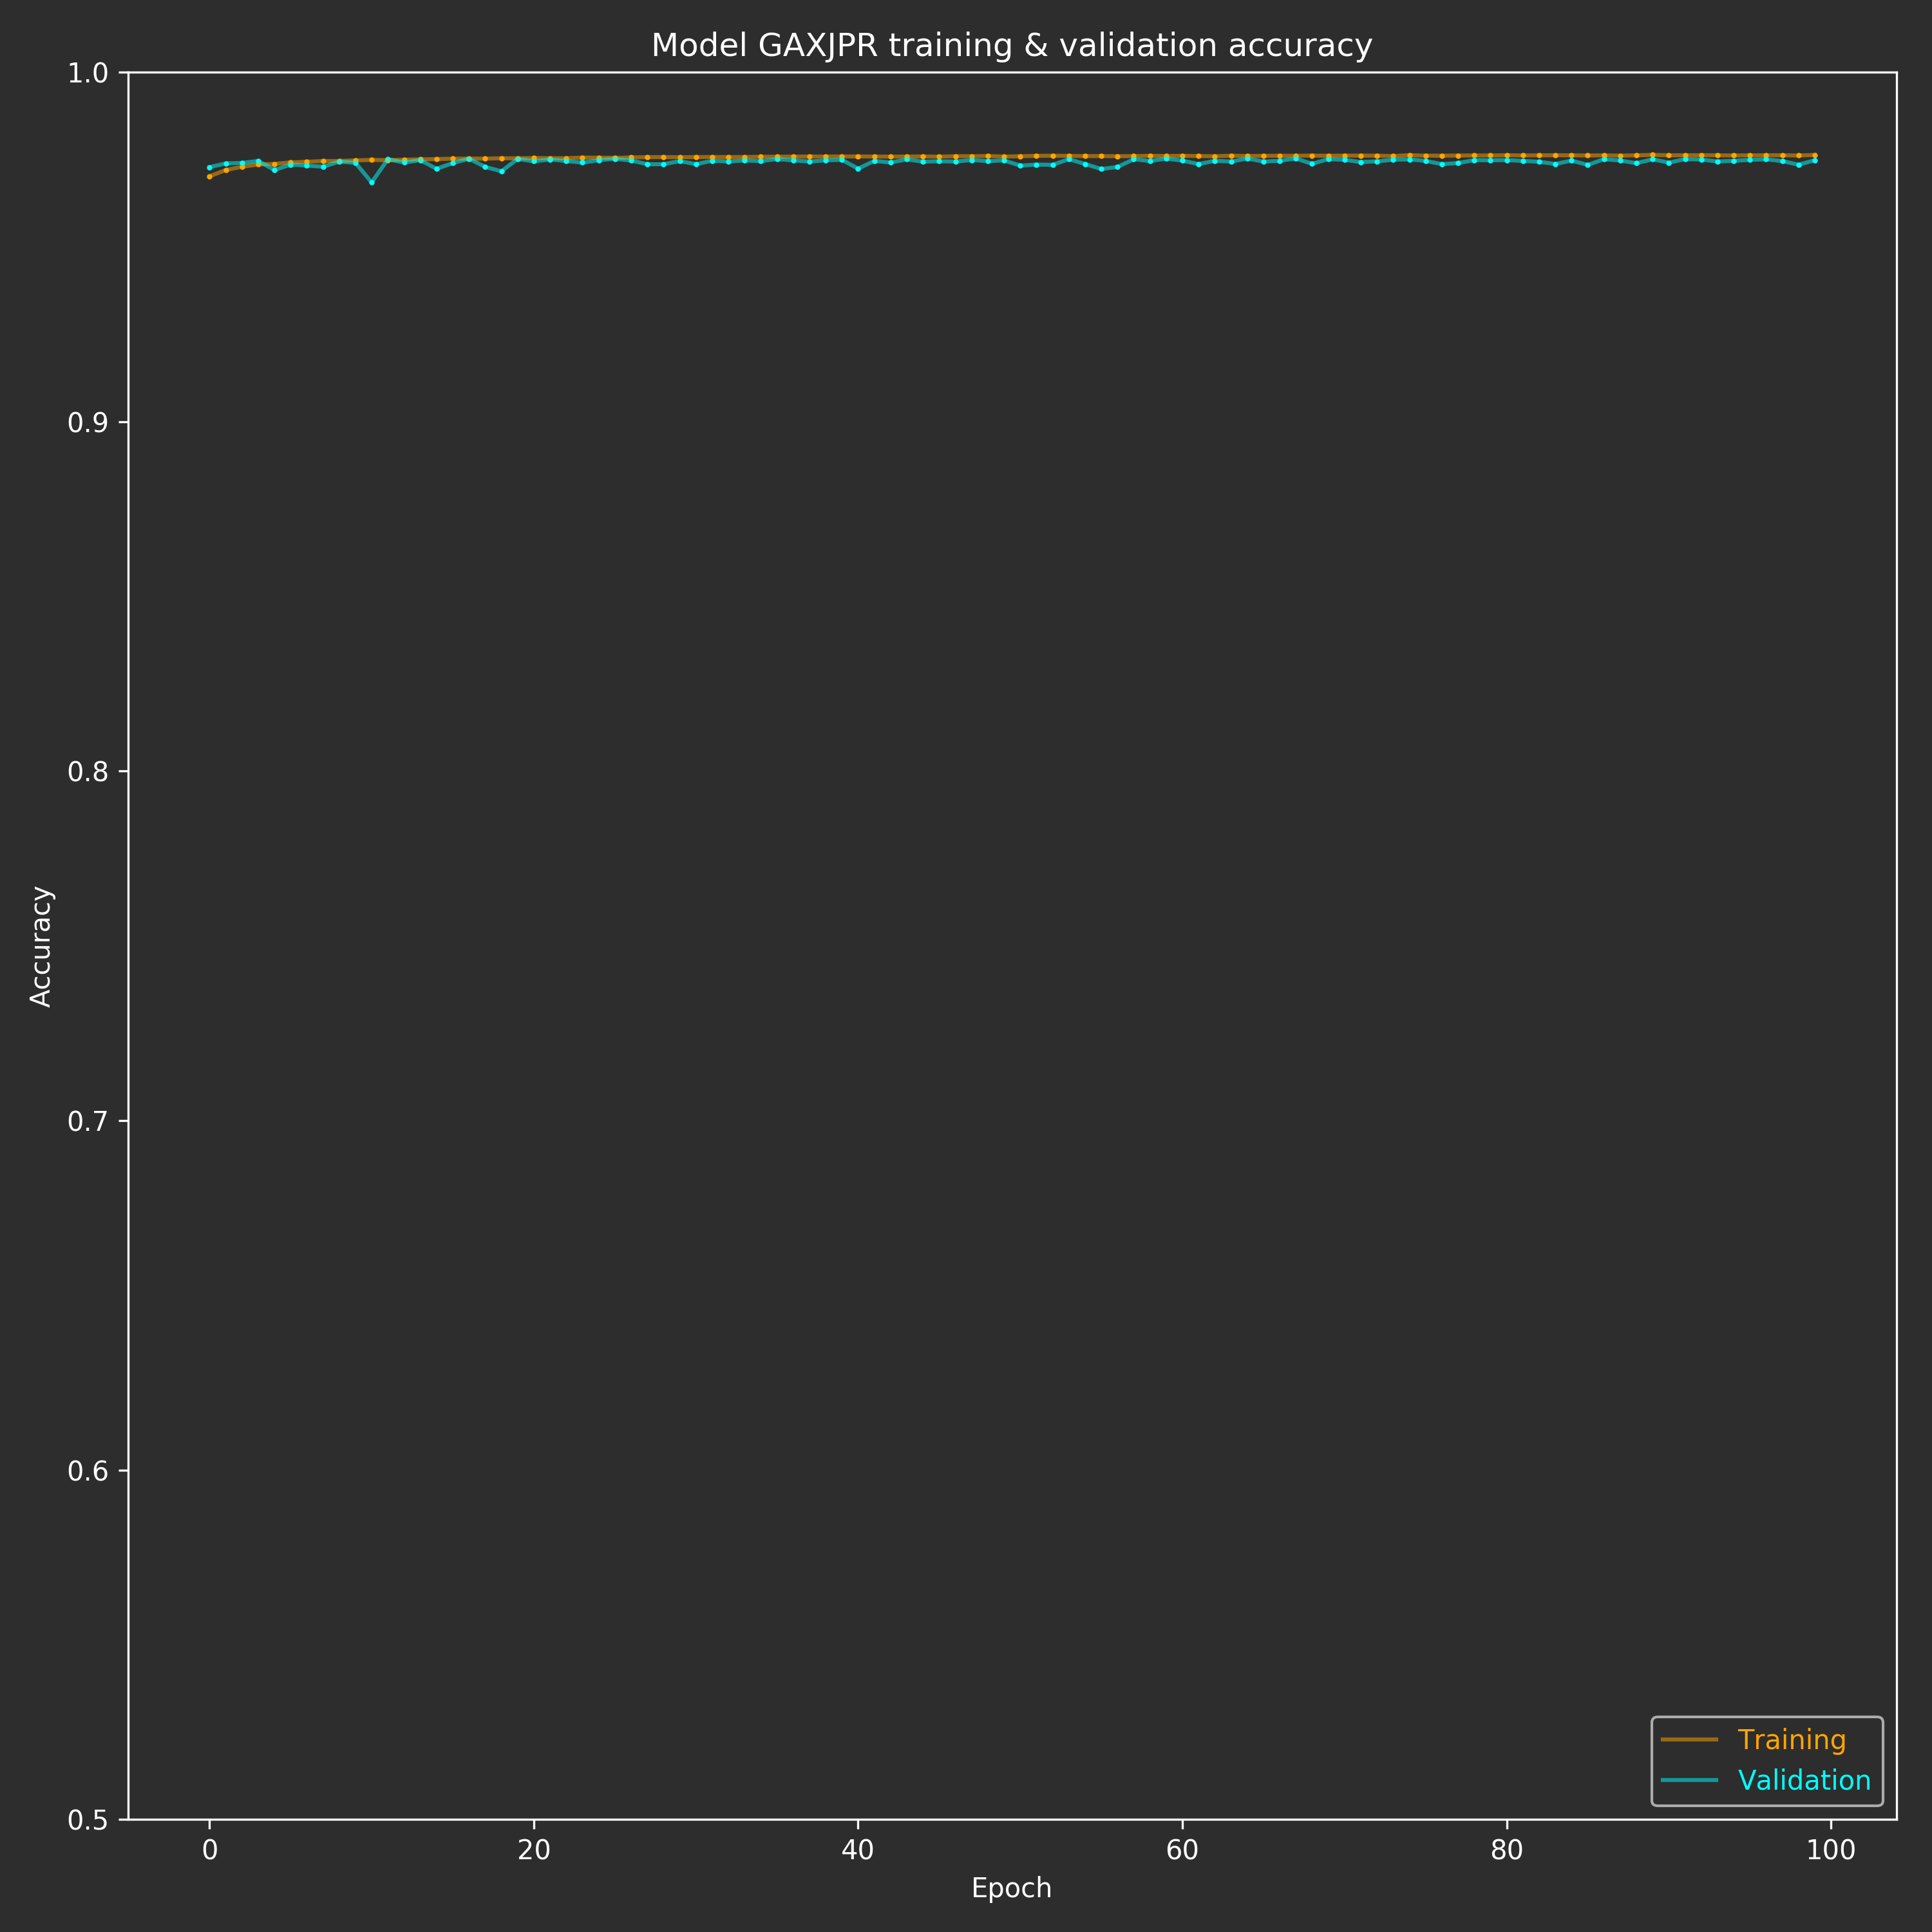 Model GAXJPR training & validation accuracy
1.0
0.9
0.8
0.7
0.6
0.5
Accuracy
0 20 40 60 80 100
Epoch
Training
Validation